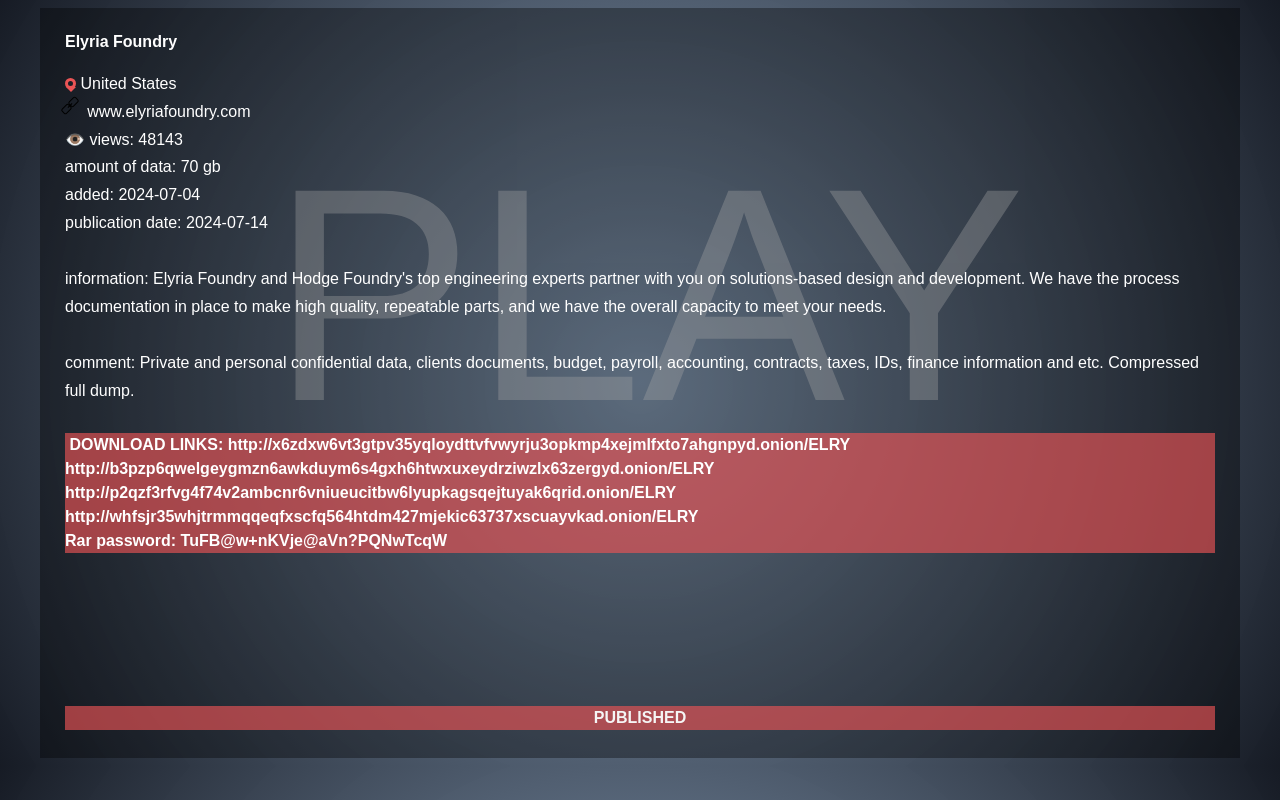 Elyria Foundry
United States
www.elyriafoundry.com
views: 48143
amount of data: 70 gb
added: 2024-07-04
publication date: 2024-07-14
PLAY
information: Elyria Foundry and Hodge Foundry's top engineering experts partner with you on solutions-based design and development. We have the process
documentation in place to make high quality, repeatable parts, and we have the overall capacity to meet your needs.
comment: Private and personal confidential data, clients documents, budget, payroll, accounting, contracts, taxes, IDs, finance information and etc. Compressed
full dump.
DOWNLOAD LINKS: http://x6zdxw6vt3gtpv35yqloydttvfvwyrju3opkmp4xejmlfxto7ahgnpyd.onion/ELRY
http://b3pzp6qwelgeygmzn6awkduym6s4gxh6htwxuxeydrziwzlx63zergyd.onion/ELRY
http://p2qzf3rfvg4f74v2ambcnr6vniueucitbw6lyupkagsqejtuyak6qrid.onion/ELRY
http://whfsjr35whjtrmmqqeqfxscfq564htdm427mjekic63737xscuayvkad.onion/ELRY
Rar password: TuFB@w+nKVje@aVn?PQNwTcqW
PUBLISHED